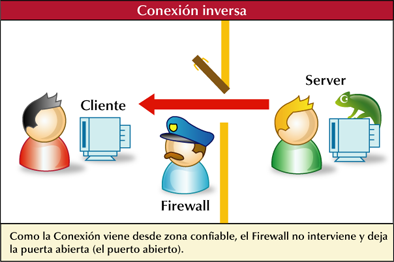 Conexión inversa
Cliente
Server
Firewall
Como la Conexión viene desde zona confiable, el Firewall no interviene y deja
la puerta abierta (el puerto abierto).